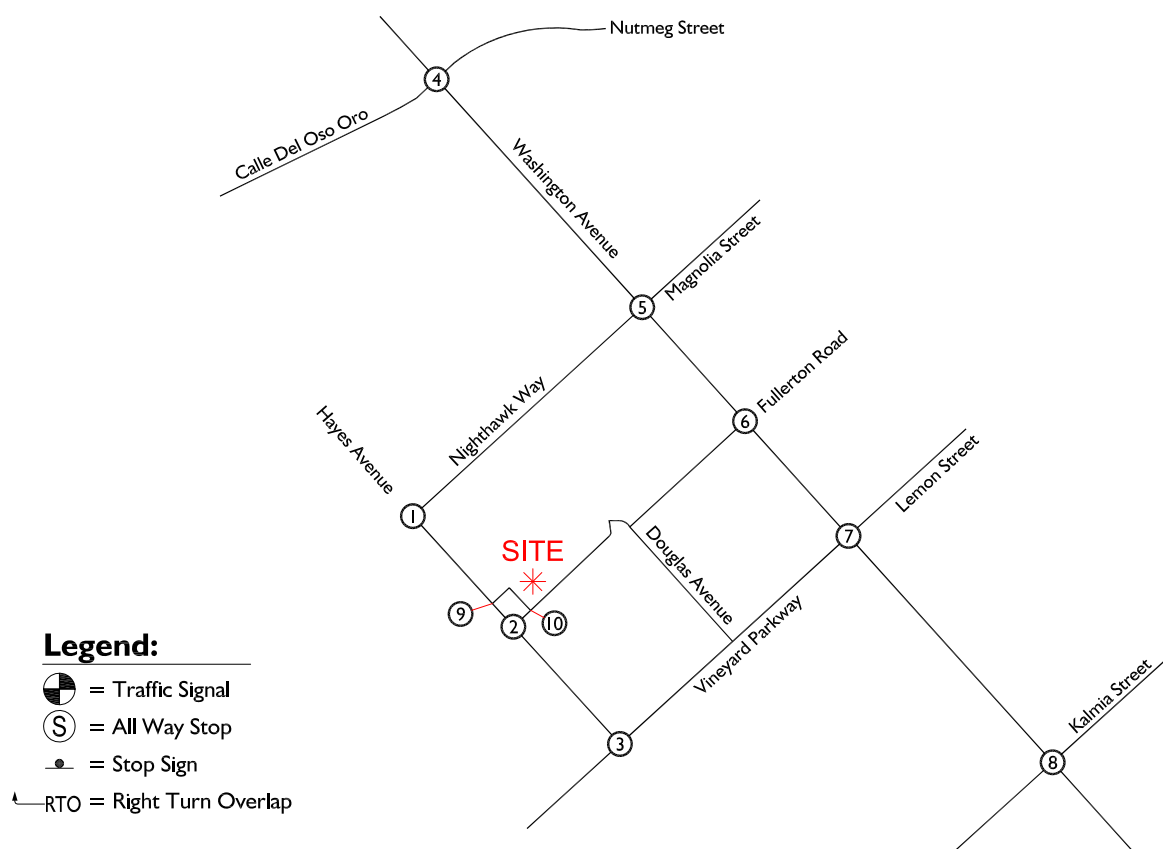 Nutmeg Street
4
Calle Del Oso Oro
Washington Avenue
Magnolia Street
5
Fullerton Road
Nighthawk Way
Hayes Avenue
6
Lemon Street
1
7
SITE
Douglas Avenue
9
2
10
Vineyard Parkway
Kalmia Street
3
8
Legend:
= Traffic Signal
S = All Way Stop
= Stop Sign
RTO = Right Turn Overlap